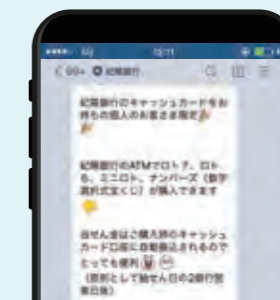 4G 12:11
99+ 紀陽銀行
紀陽銀行のキャッシュカードをお
持ちの個人のお客さま限定
紀陽銀行のATMでロト7、ロト
6、ミニロト、ナンバーズ（数字
選択式宝くじ）が購入できます
当せん金はご購入時のキャッシュ
カード口座に自動振込されるので
とっても便利
（原則として抽せん日の2銀行営
業日後）